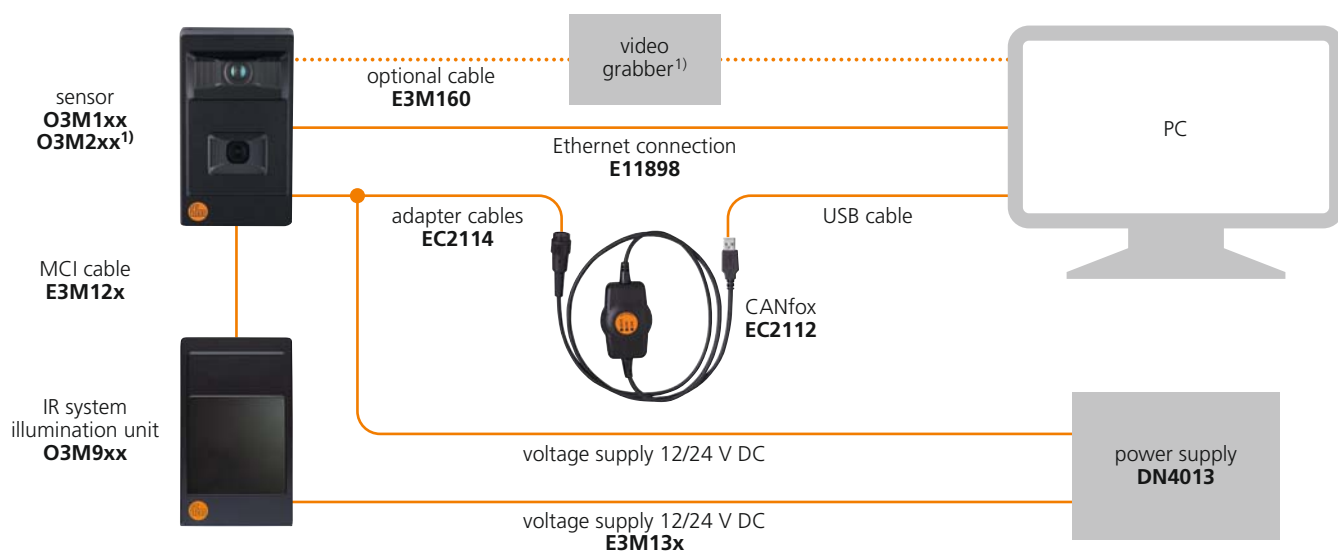 sensor
O3M1xx
O3M2xx1)
optional cable
E3M160
video
grabber1)
Ethernet connection
E11898
PC
adapter cables
EC2114
USB cable
MCI cable
E3M12x
CANfox
EC2112
IR system
illumination unit
O3M9xx
voltage supply 12/24 V DC
power supply
DN4013
voltage supply 12/24 V DC
E3M13x